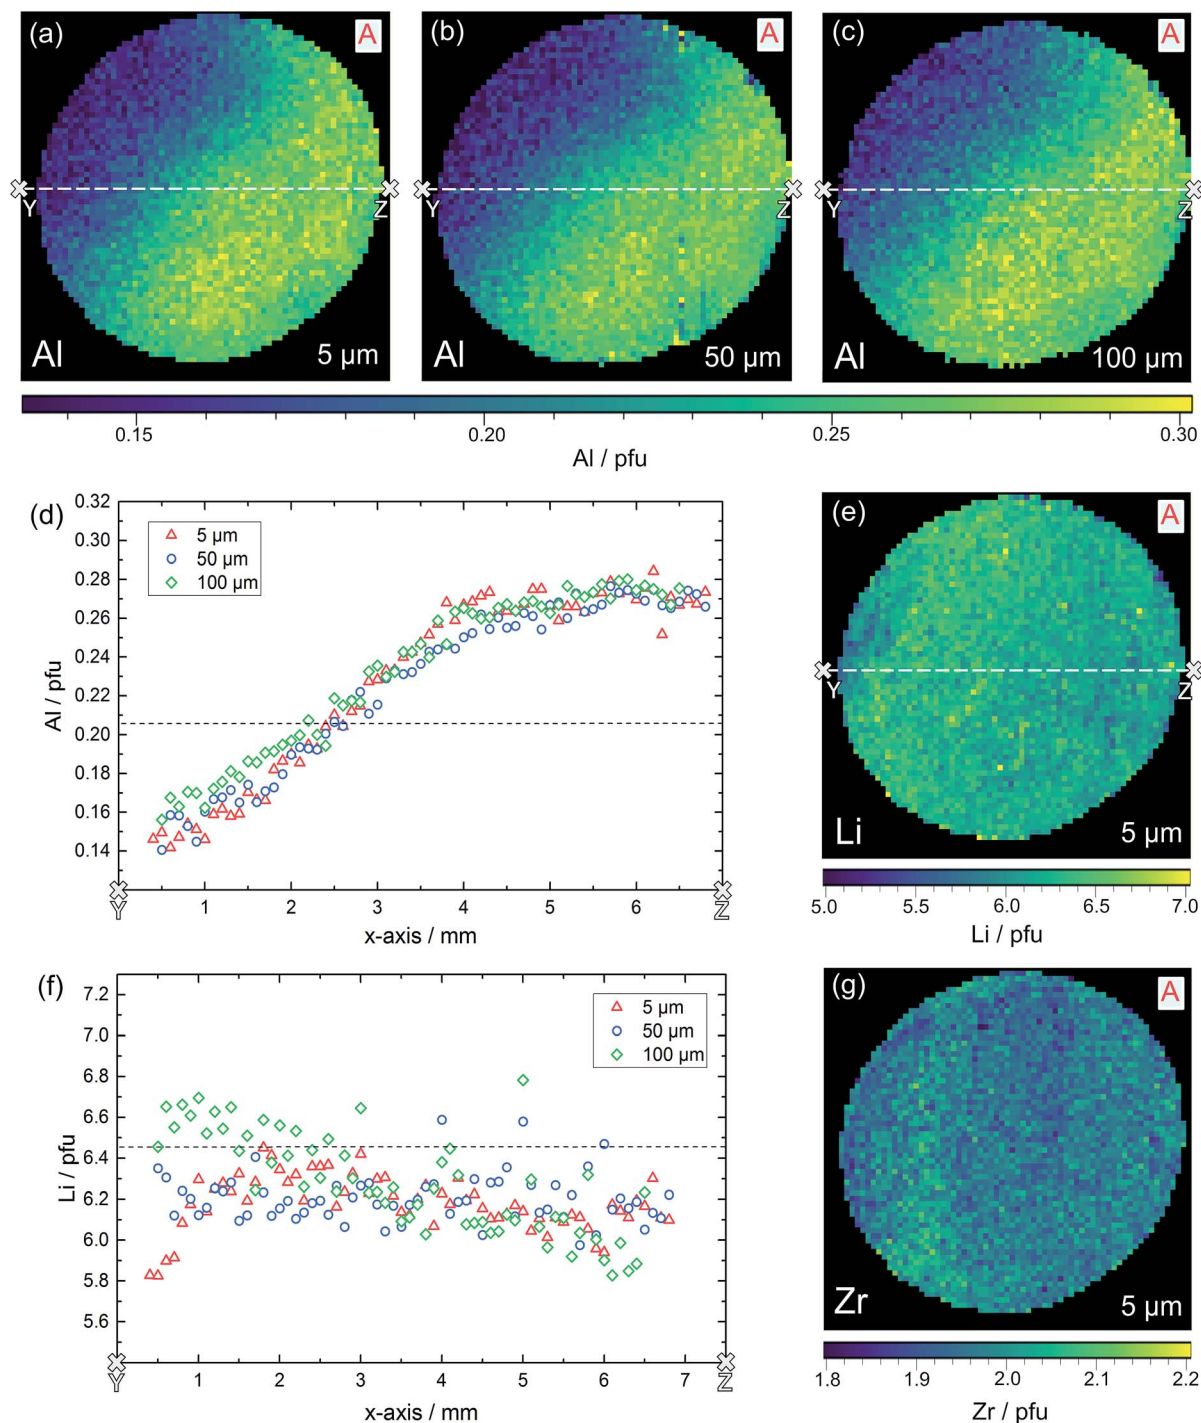 (a) A
Y Z
Al 5 µm
(b) A
Y Z
Al 50 µm
(c) A
Y Z
Al 100 µm
0.15 0.20 0.25 0.30
Al / pfu
(d)
5 µm
50 µm
100 µm
0.32
0.30
0.28
0.26
0.24
0.22
0.20
0.18
0.16
0.14
Al / pfu
Y 1 2 3 4 5 6 Z
x-axis / mm
(e) A
Y Z
Li 5 µm
5.0 5.5 6.0 6.5 7.0
Li / pfu
(f)
5 µm
50 µm
100 µm
7.2
7.0
6.8
6.6
6.4
6.2
6.0
5.8
5.6
Li / pfu
Y 1 2 3 4 5 6 7 Z
x-axis / mm
(g) A
Zr 5 µm
1.8 1.9 2.0 2.1 2.2
Zr / pfu